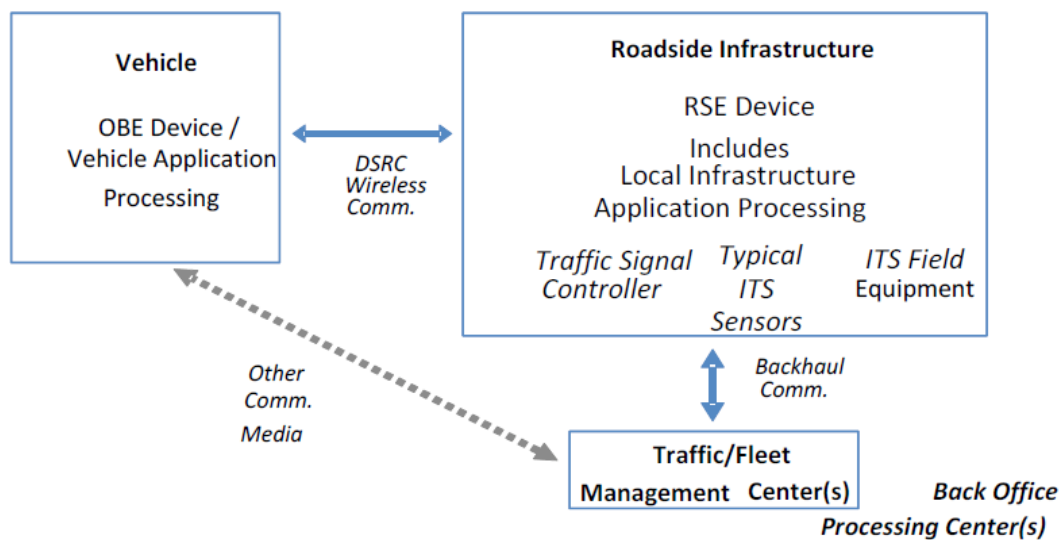 Vehicle
OBE Device /
Vehicle Application
Processing
DSRC
Wireless
Comm.
Roadside Infrastructure
RSE Device
Includes
Local Infrastructure
Application Processing
Traffic Signal
Controller
Typical
ITS
Sensors
ITS Field
Equipment
Other
Comm.
Media
Backhaul
Comm.
Traffic/Fleet
Management Center(s)
Back Office
Processing Center(s)